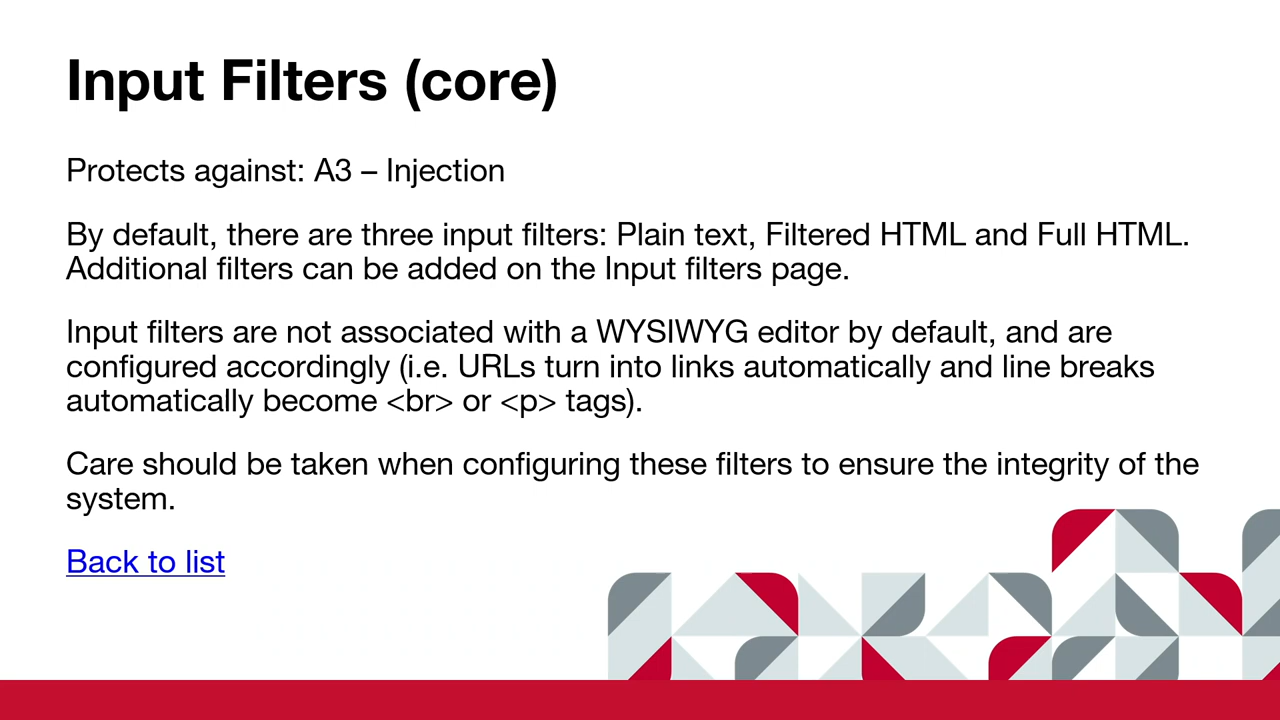 Input Filters (core)
Protects against: A3 – Injection
By default, there are three input filters: Plain text, Filtered HTML and Full HTML.
Additional filters can be added on the Input filters page.
Input filters are not associated with a WYSIWYG editor by default, and are
configured accordingly (i.e. URLs turn into links automatically and line breaks
automatically become <br> or <p> tags).
Care should be taken when configuring these filters to ensure the integrity of the
system.
Back to list